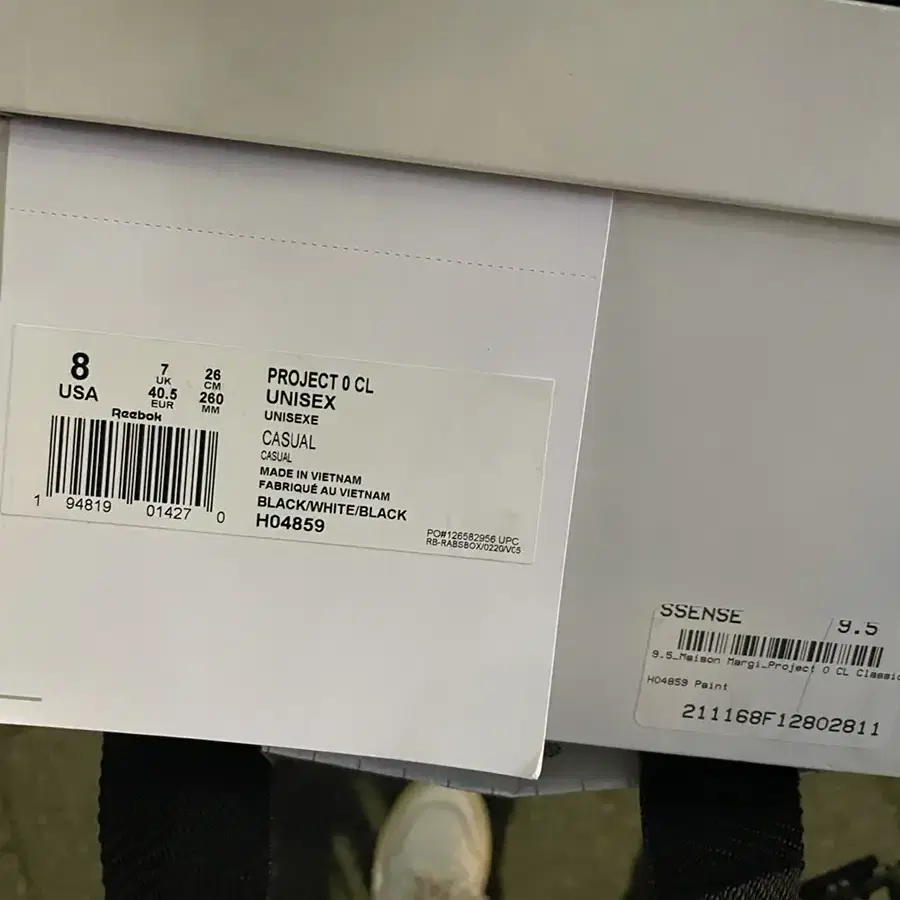 8
USA
7
UK
40.5
EUR
26
CM
260
MM
Reebok
1 94819 01427 0
PROJECT 0 CL
UNISEX
UNISEXE
CASUAL
CASUAL
MADE IN VIETNAM
FABRIQUÉ AU VIETNAM
BLACK/WHITE/BLACK
H04859
PO#126582956 UPC
RB-RABSBOX/0220/V05
SSENSE 9.5
9.5_Maison Margi_Project 0 CL Classic
H04859 Paint
211168F12802811